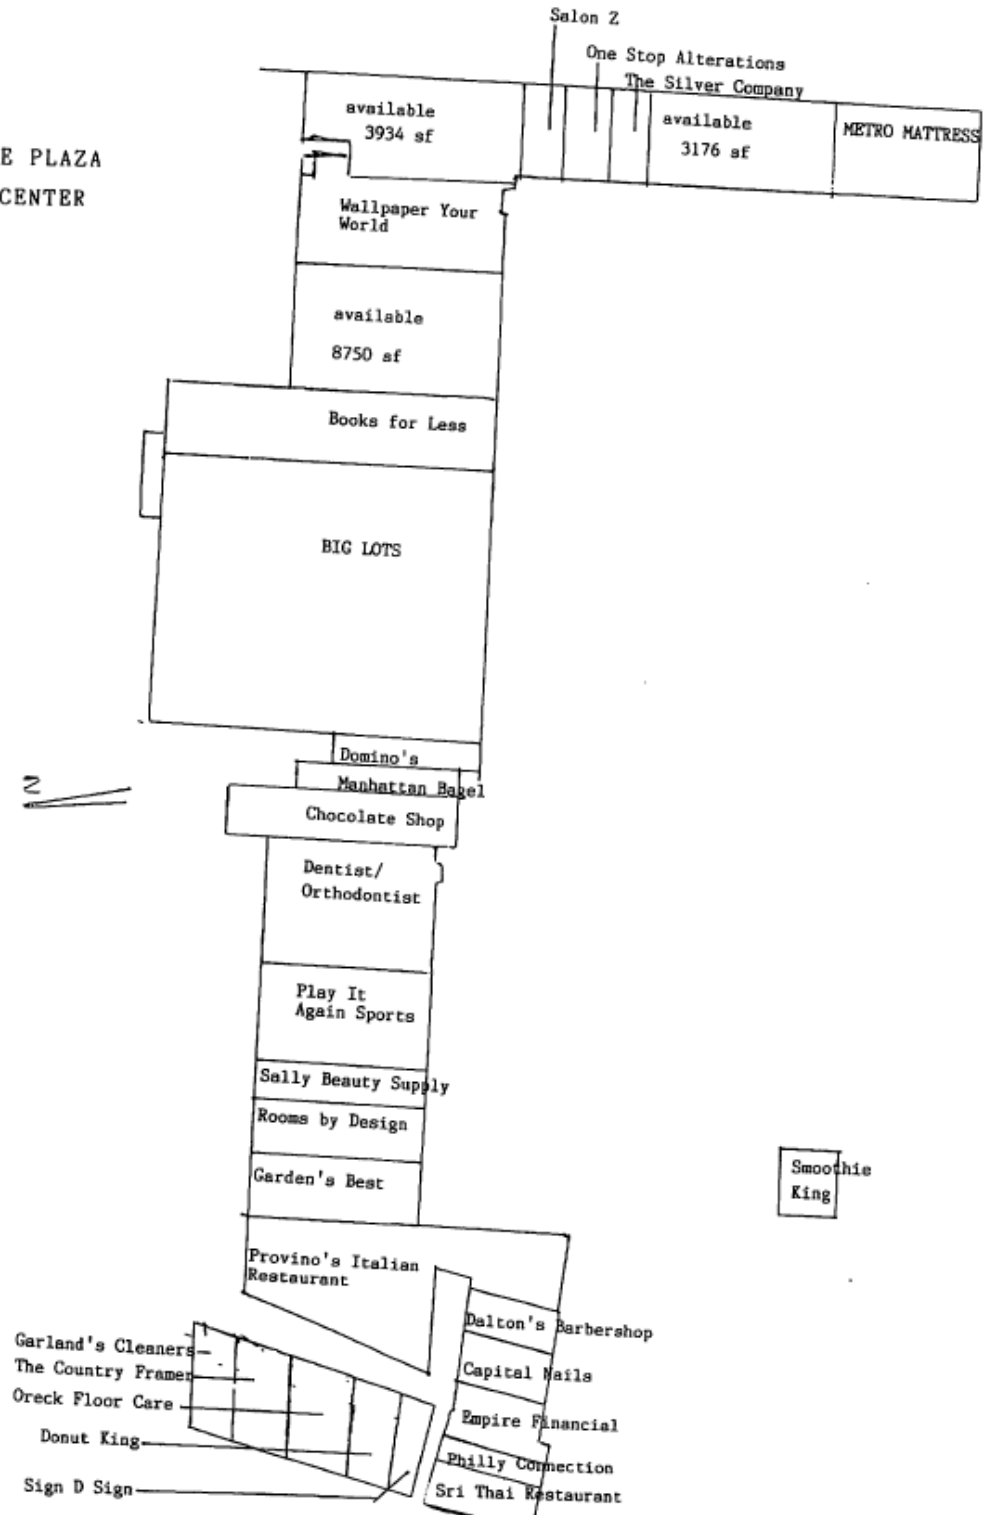 Salon Z
One Stop Alterations
The Silver Company
available
3934 sf
available
3176 sf
METRO MATTRESS
E PLAZA
CENTER
Wallpaper Your
World
available
8750 sf
Books for Less
BIG LOTS
Domino's
Manhattan Bagel
Chocolate Shop
Dentist/
Orthodontist
Play It
Again Sports
Sally Beauty Supply
Rooms by Design
Garden's Best
Smoothie
King
Provino's Italian
Restaurant
Dalton's Barbershop
Capital Nails
Empire Financial
Philly Connection
Sri Thai Restaurant
Garland's Cleaners
The Country Framer
Oreck Floor Care
Donut King
Sign D Sign